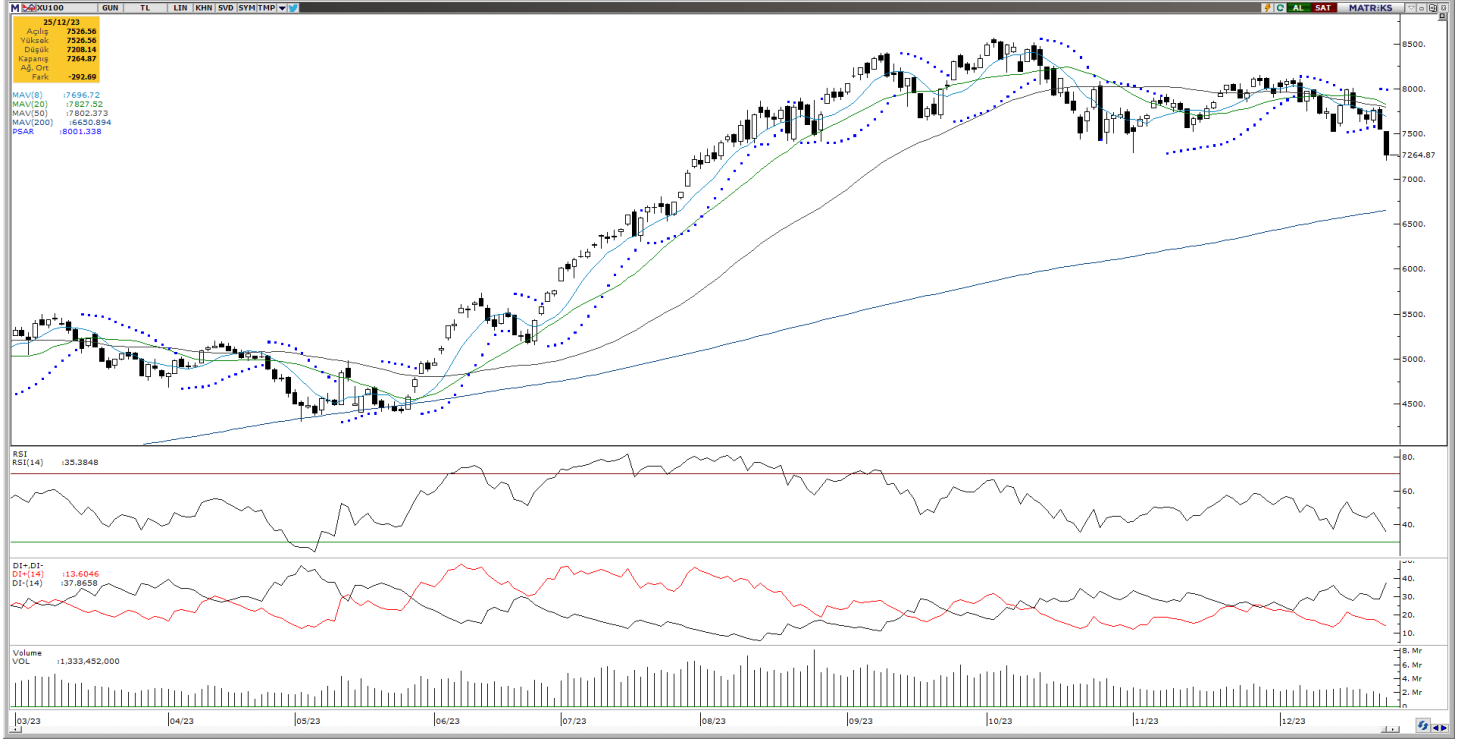 M XU100 GUN TL LIN KHN SVD SYM TMP AL SAT MATRiKS
25/12/23
Açılış 7526.56
Yüksek 7526.56
Düşük 7208.14
Kapanış 7264.87
Ağ. Ort
Fark -292.69
MAV(8) :7696.72
MAV(20) :7827.52
MAV(50) :7802.373
MAV(200) :6650.894
PSAR :8001.338
8500.
8000.
7500.
7264.87
7000.
6500.
6000.
5500.
5000.
4500.
RSI
RSI(14) :35.3848
80.
60.
40.
DI+,DI-
DI+(14) :13.6046
DI-(14) :37.8658
40.
30.
20.
10.
Volume
VOL :1,333,452,000
8. Mr
6. Mr
4. Mr
2. Mr
0
03/23 04/23 05/23 06/23 07/23 08/23 09/23 10/23 11/23 12/23